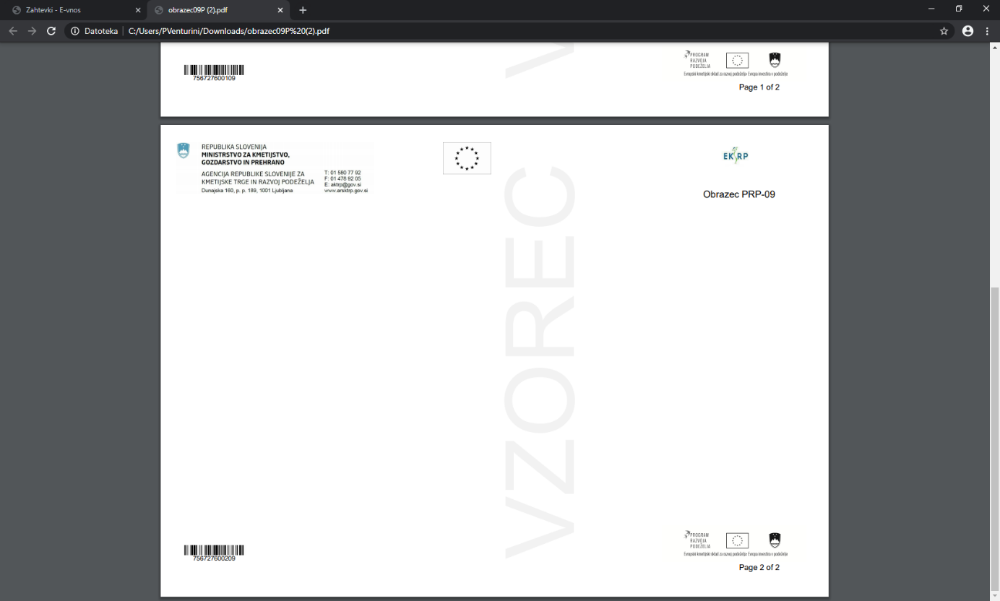 Zahtevki - E-vnos
obrazec09P (2).pdf
Datoteka
C:/Users/PVenturini/Downloads/obrazec09P%20(2).pdf
V
PROGRAM
RAZVOJA
PODEŽELJA
Evropski kmetijski sklad za razvoj podeželja: Evropa investira v podeželje
756727600109
Page 1 of 2
REPUBLIKA SLOVENIJA
MINISTRSTVO ZA KMETIJSTVO,
GOZDARSTVO IN PREHRANO
AGENCIJA REPUBLIKE SLOVENIJE ZA
KMETIJSKE TRGE IN RAZVOJ PODEŽELJA
Dunajska 160, p. p. 189, 1001 Ljubljana
T: 01 580 77 92
F: 01 478 92 05
E: aktrp@gov.si
www.arsktrp.gov.si
EKSRP
Obrazec PRP-09
VZOREC
PROGRAM
RAZVOJA
PODEŽELJA
Evropski kmetijski sklad za razvoj podeželja: Evropa investira v podeželje
756727600209
Page 2 of 2